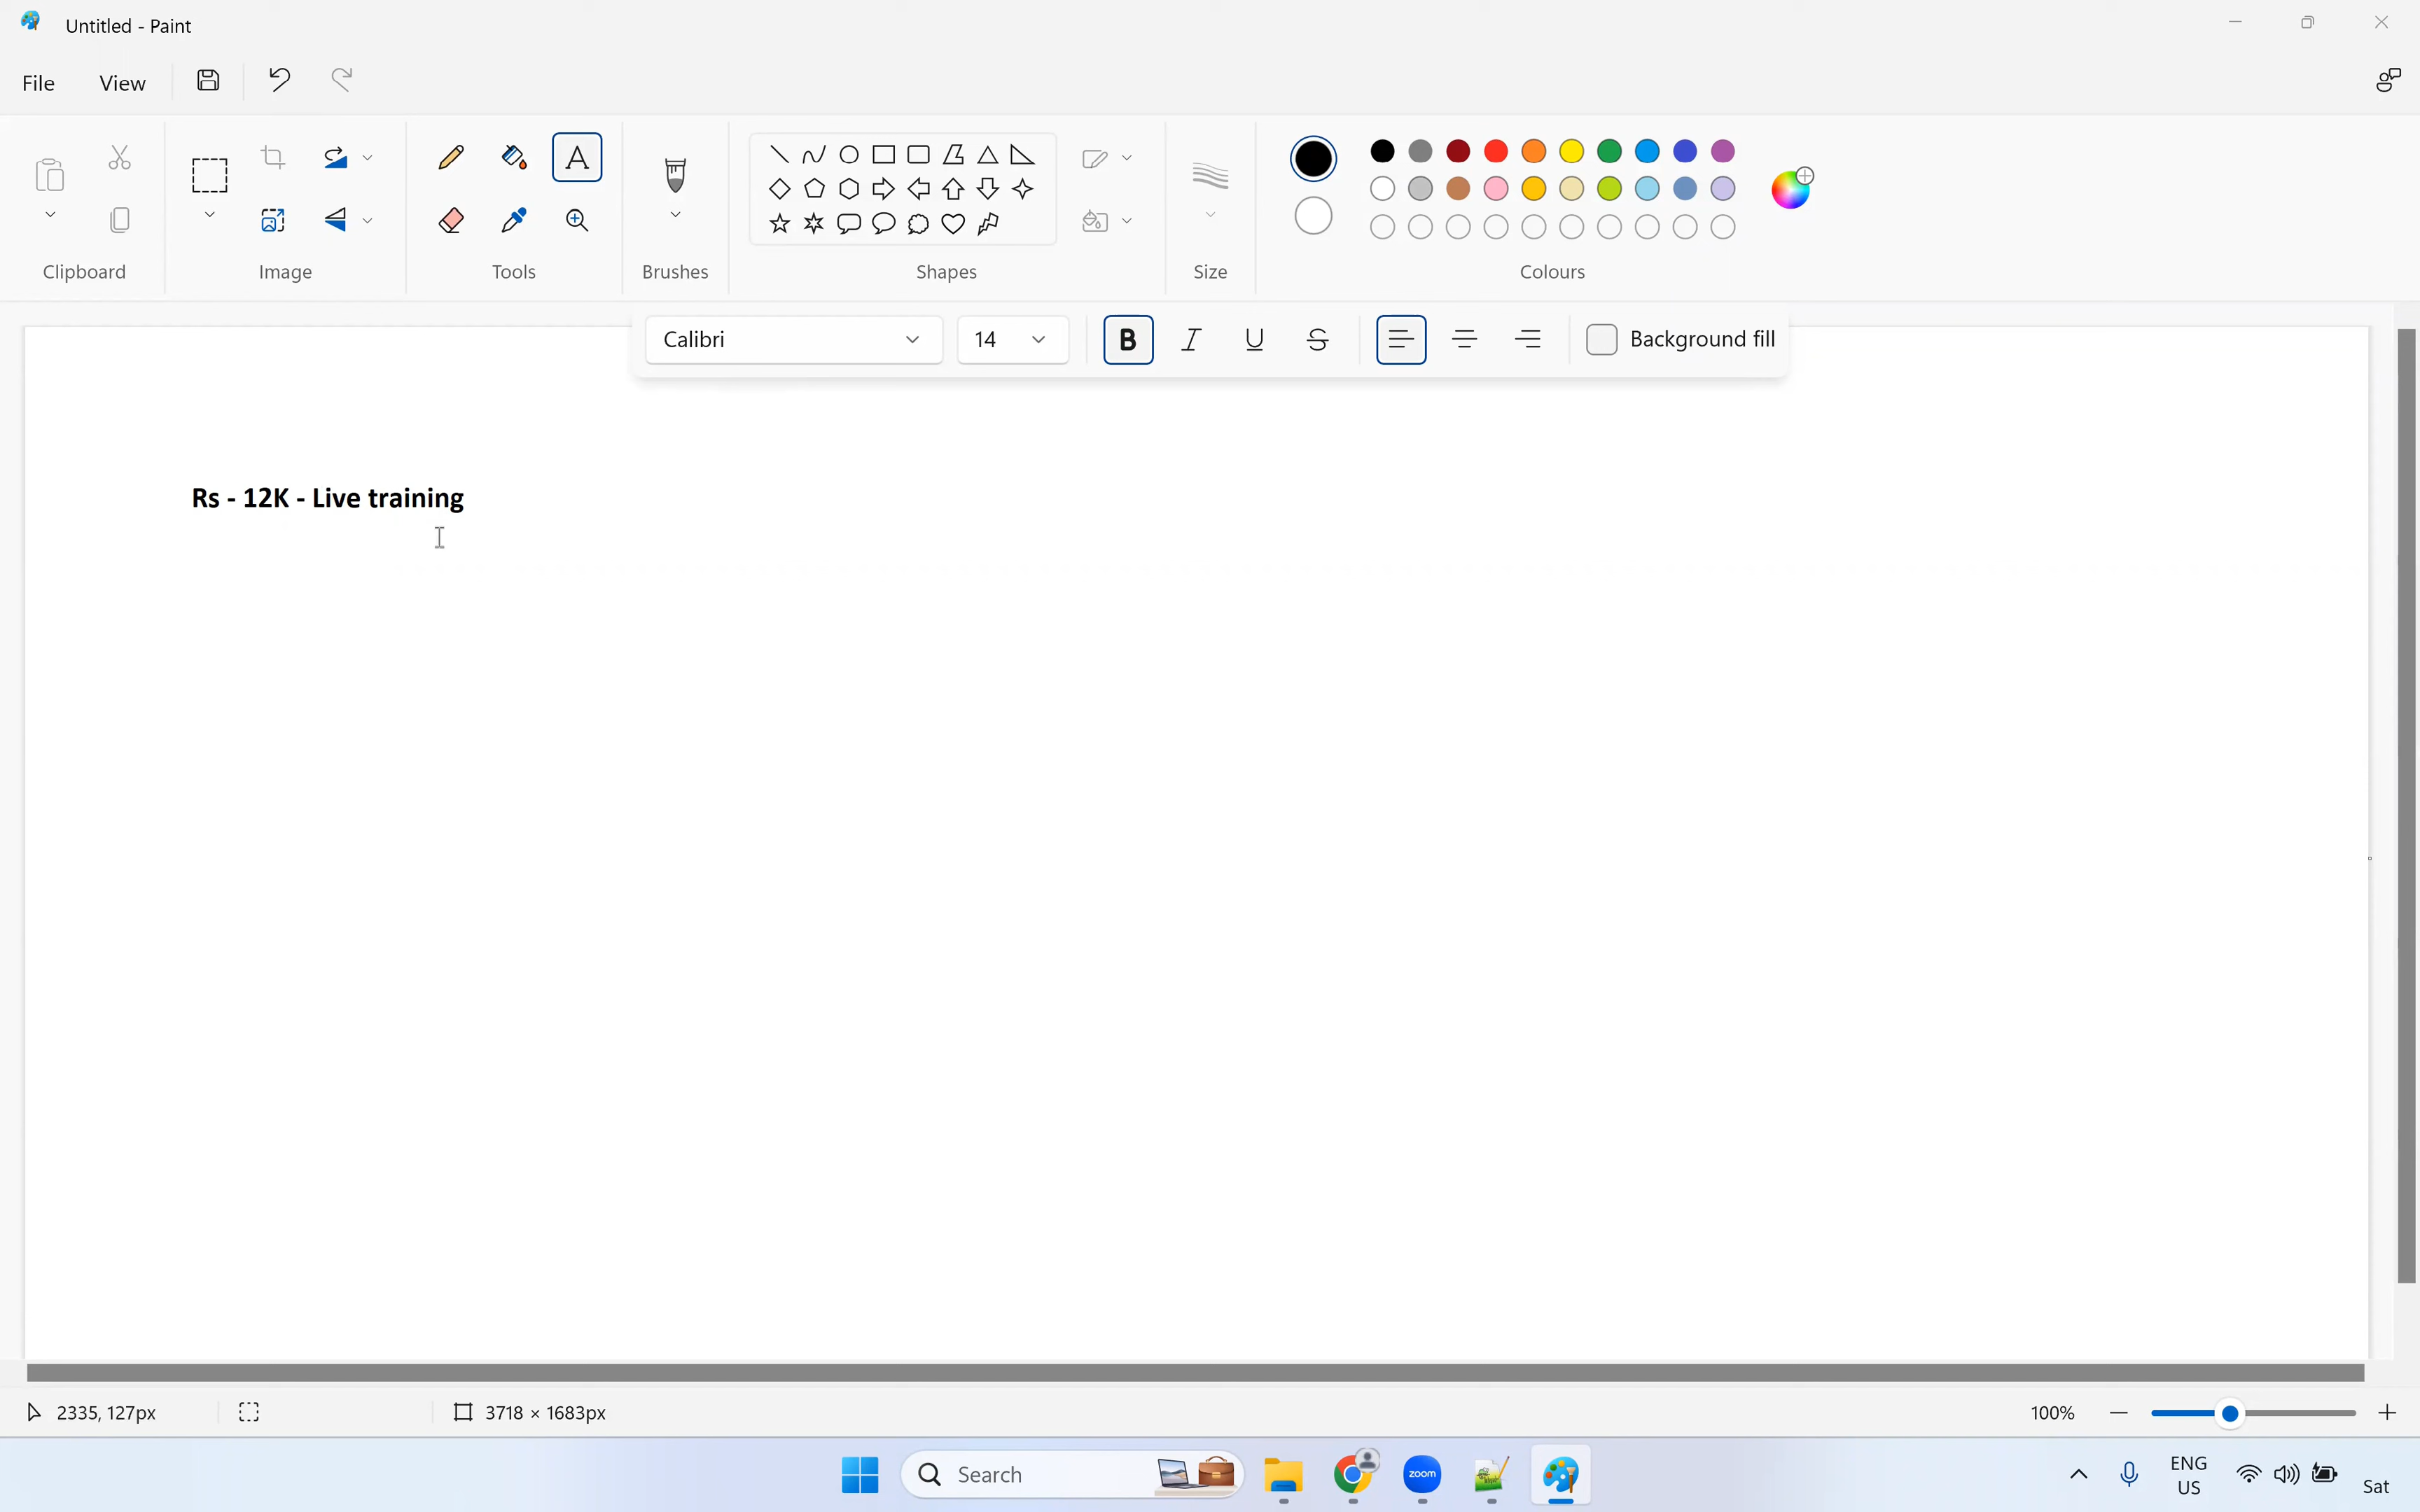 Untitled - Paint
File View
Clipboard Image Tools Brushes Shapes Size Colours
Calibri 14 B I U S Background fill
Rs - 12K - Live training
2335, 127px 3718 × 1683px 100%
Search zoom ENG
US Sat